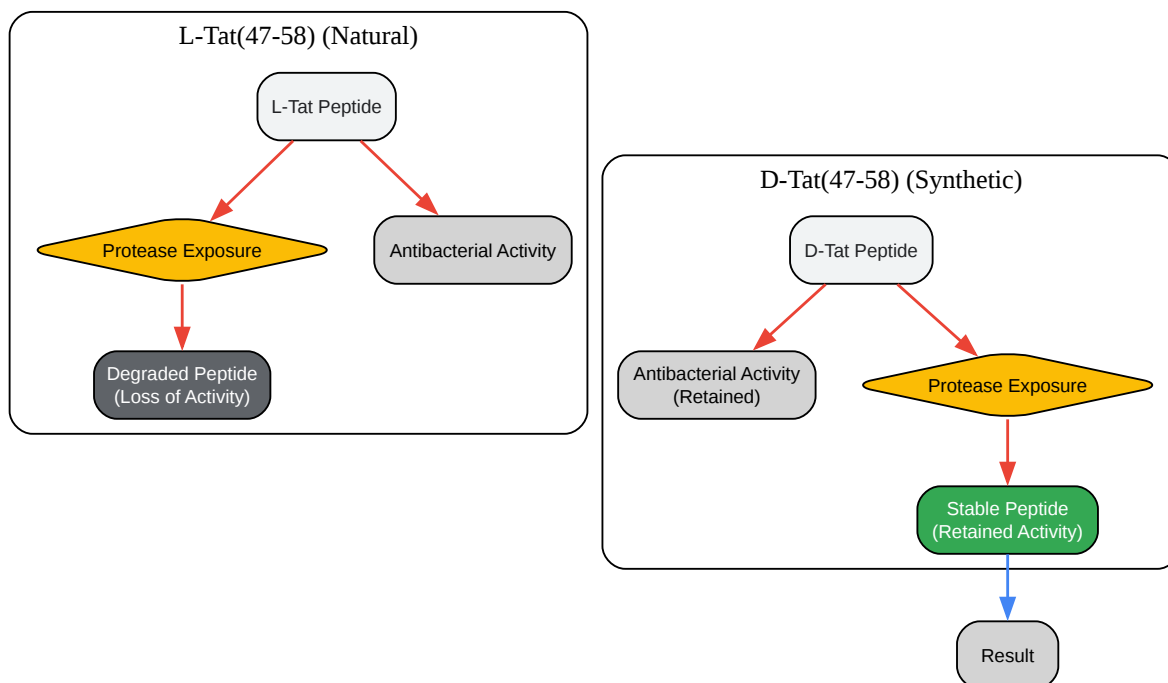 L-Tat(47-58) (Natural)
L-Tat Peptide
Protease Exposure
Antibacterial Activity
Degraded Peptide
(Loss of Activity)
D-Tat(47-58) (Synthetic)
D-Tat Peptide
Antibacterial Activity
(Retained)
Protease Exposure
Stable Peptide
(Retained Activity)
Result